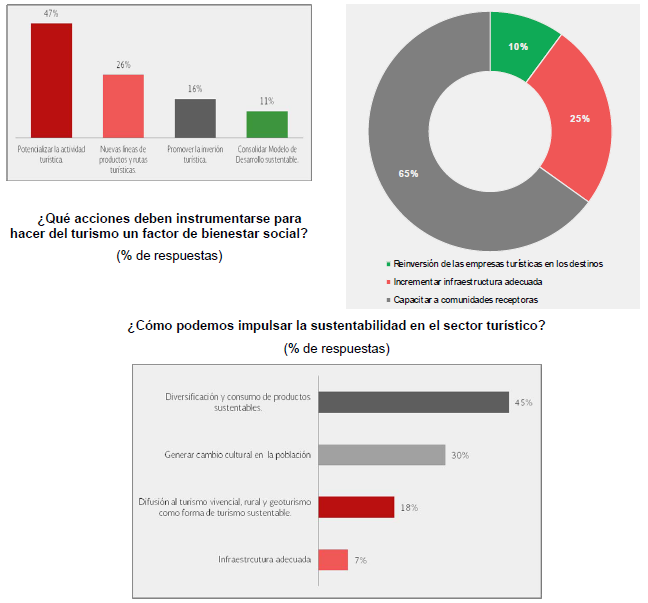 47%
26%
16%
11%
Potencializar la actividad
turística.
Nuevas líneas de
productos y rutas
turísticas.
Promover la inverión
turística.
Consolidar Modelo de
Desarrollo sustentable.
10%
25%
65%
Reinversión de las empresas turísticas en los destinos
Incrementar infraestructura adecuada
Capacitar a comunidades receptoras
¿Qué acciones deben instrumentarse para
hacer del turismo un factor de bienestar social?
(% de respuestas)
¿Cómo podemos impulsar la sustentabilidad en el sector turístico?
(% de respuestas)
Diversificación y consumo de productos
sustentables.
45%
Generar cambio cultural en la población
30%
Difusión al turismo vivencial, rural y geoturismo
como forma de turismo sustentable.
18%
Infraestrcutura adecuada
7%